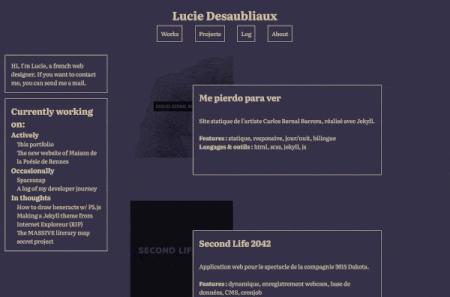 Lucie Desaubliaux
Works
Projects
Log
About
Hi, I'm Lucie, a french web
designer. If you want to contact
me, you can send me a mail.
Currently working
on:
Actively
This portfolio
The new website of Maison de
la Poésie de Rennes
Occasionally
Spacesnap
A log of my developer journey
In thoughts
How to draw hexeracts w/ P5.js
Making a Jekyll theme from
Internet Exploreur (RIP)
The MASSIVE literary map
secret project
Me pierdo para ver
Site statique de l'artiste Carlos Bernal Barrera, réalisé avec Jekyll.
Features : statique, responsive, jour/nuit, bilingue
Langages & outils : html, scss, jekyll, js
SECOND LIFE
Second Life 2042
Application web pour le spectacle de la compagnie 3615 Dakota.
Features : dynamique, enregistrement webcam, base de
données, CMS, cronjob